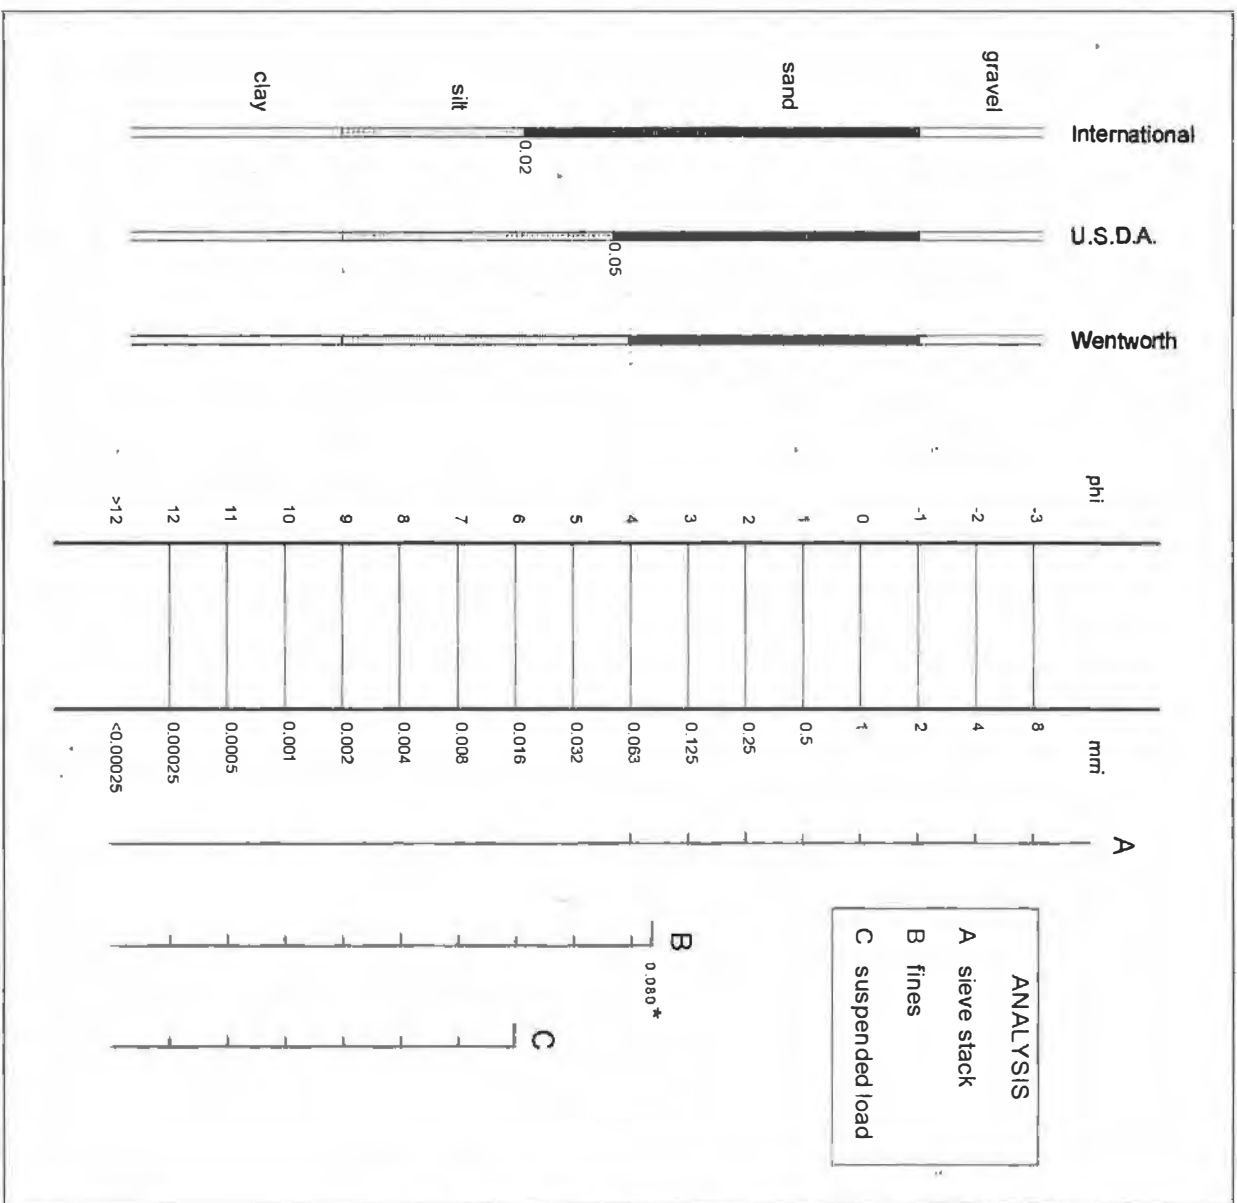 International
U.S.D.A.
Wentworth
gravel
sand
silt
clay
0.02
0.05
phi
-3
-2
-1
0
1
2
3
4
5
6
7
8
9
10
11
12
>12
mm
8
4
2
1
0.5
0.25
0.125
0.063
0.032
0.016
0.008
0.004
0.002
0.001
0.0005
0.00025
<0.00025
A
B
0.080*
C
ANALYSIS
A sieve stack
B fines
C suspended load